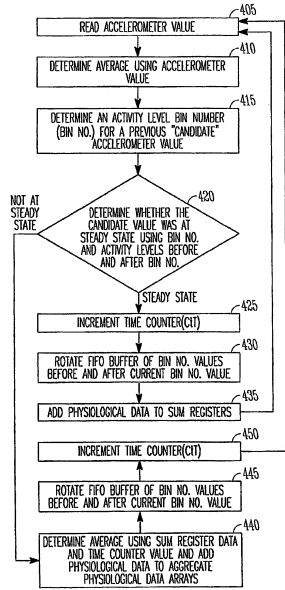 405
READ ACCELEROMETER VALUE
410
DETERMINE AVERAGE USING ACCELEROMETER
VALUE
415
DETERMINE AN ACTIVITY LEVEL BIN NUMBER
(BIN NO.) FOR A PREVIOUS "CANDIDATE"
ACCELEROMETER VALUE
420
NOT AT
STEADY
STATE
DETERMINE WHETHER THE
CANDIDATE VALUE WAS AT
STEADY STATE USING BIN NO.
AND ACTIVITY LEVELS BEFORE
AND AFTER BIN NO.
STEADY STATE
425
INCREMENT TIME COUNTER(CIT)
430
ROTATE FIFO BUFFER OF BIN NO. VALUES
BEFORE AND AFTER CURRENT BIN NO. VALUE
435
ADD PHYSIOLOGICAL DATA TO SUM REGISTERS
450
INCREMENT TIME COUNTER(CIT)
445
ROTATE FIFO BUFFER OF BIN NO. VALUES
BEFORE AND AFTER CURRENT BIN NO. VALUE
440
DETERMINE AVERAGE USING SUM REGISTER DATA
AND TIME COUNTER VALUE AND ADD
PHYSIOLOGICAL DATA TO AGGREGATE
PHYSIOLOGICAL DATA ARRAYS